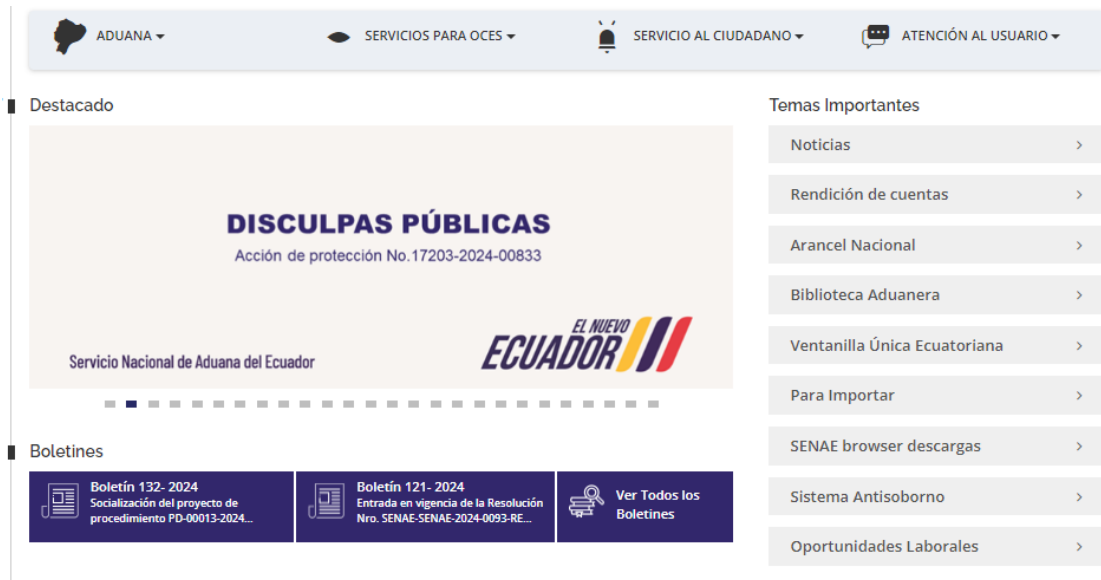 ADUANA
SERVICIOS PARA OCES
SERVICIO AL CIUDADANO
ATENCIÓN AL USUARIO
Destacado
DISCULPAS PÚBLICAS
Acción de protección No.17203-2024-00833
Servicio Nacional de Aduana del Ecuador
EL NUEVO
ECUADOR
Boletines
Boletín 132- 2024
Socialización del proyecto de
procedimiento PD-00013-2024...
Boletín 121- 2024
Entrada en vigencia de la Resolución
Nro. SENAE-SENAE-2024-0093-RE...
Ver Todos los
Boletines
Temas Importantes
Noticias
Rendición de cuentas
Arancel Nacional
Biblioteca Aduanera
Ventanilla Única Ecuatoriana
Para Importar
SENAE browser descargas
Sistema Antisoborno
Oportunidades Laborales